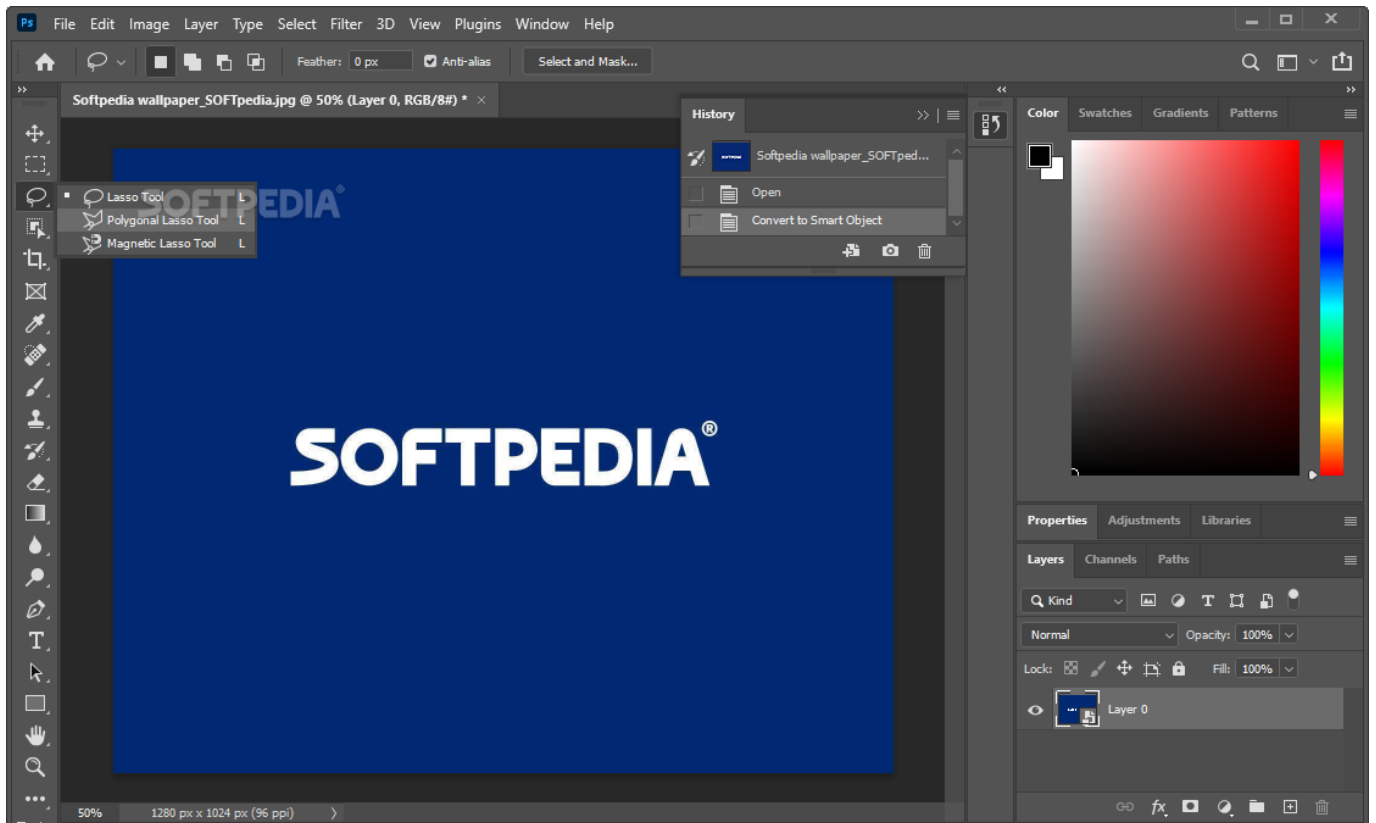 Ps File Edit Image Layer Type Select Filter 3D View Plugins Window Help
Feather: 0 px Anti-alias Select and Mask...
Softpedia wallpaper_SOFTpedia.jpg @ 50% (Layer 0, RGB/8#) * ×
SOFTPEDIA®
Lasso Tool L
Polygonal Lasso Tool L
Magnetic Lasso Tool L
SOFTPEDIA®
50% 1280 px x 1024 px (96 ppi)
History
Softpedia wallpaper_SOFTped...
Open
Convert to Smart Object
Color Swatches Gradients Patterns
Properties Adjustments Libraries
Layers Channels Paths
Kind T
Normal Opacity: 100%
Lock: Fill: 100%
Layer 0
fx